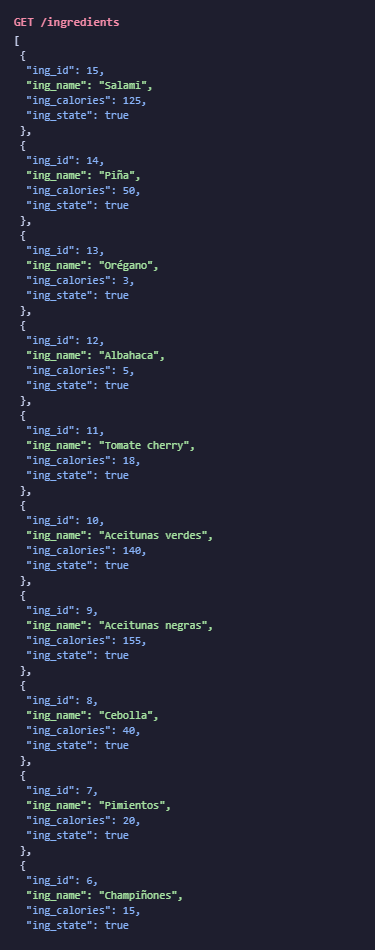 GET /ingredients
[
{
"ing_id": 15,
"ing_name": "Salami",
"ing_calories": 125,
"ing_state": true
},
{
"ing_id": 14,
"ing_name": "Piña",
"ing_calories": 50,
"ing_state": true
},
{
"ing_id": 13,
"ing_name": "Orégano",
"ing_calories": 3,
"ing_state": true
},
{
"ing_id": 12,
"ing_name": "Albahaca",
"ing_calories": 5,
"ing_state": true
},
{
"ing_id": 11,
"ing_name": "Tomate cherry",
"ing_calories": 18,
"ing_state": true
},
{
"ing_id": 10,
"ing_name": "Aceitunas verdes",
"ing_calories": 140,
"ing_state": true
},
{
"ing_id": 9,
"ing_name": "Aceitunas negras",
"ing_calories": 155,
"ing_state": true
},
{
"ing_id": 8,
"ing_name": "Cebolla",
"ing_calories": 40,
"ing_state": true
},
{
"ing_id": 7,
"ing_name": "Pimientos",
"ing_calories": 20,
"ing_state": true
},
{
"ing_id": 6,
"ing_name": "Champiñones",
"ing_calories": 15,
"ing_state": true